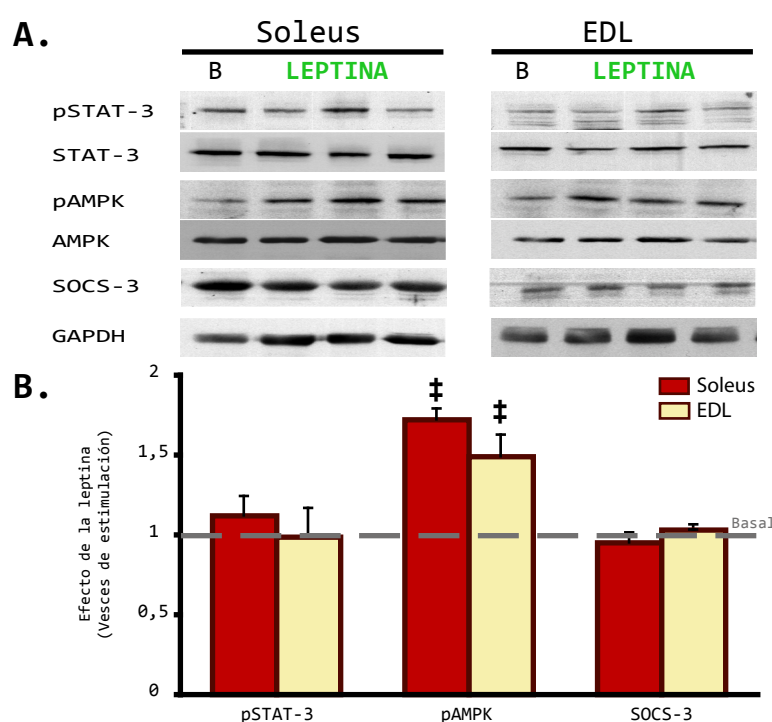 A.
Soleus EDL
B LEPTINA B LEPTINA
pSTAT-3
STAT-3
pAMPK
AMPK
SOCS-3
GAPDH
B.
Efecto de la leptina
(Vesces de estimulación)
2
1,5
1
0,5
0
Soleus
EDL
‡ ‡
Basal
pSTAT-3 pAMPK SOCS-3